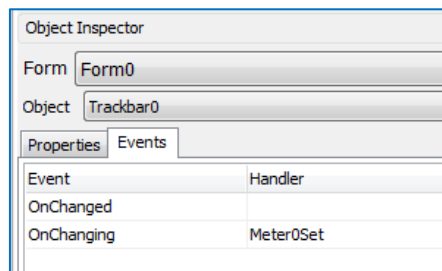 Object Inspector
Form Form0
Object Trackbar0
Properties Events
Event Handler
OnChanged
OnChanging Meter0Set